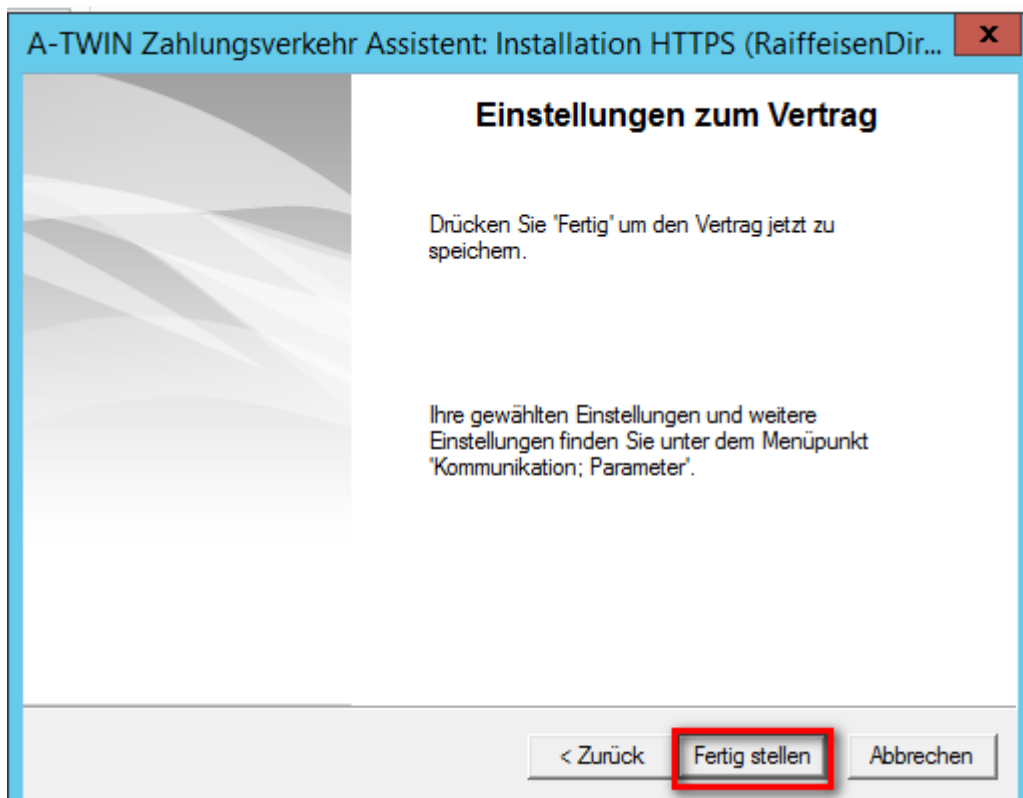 A-TWIN Zahlungsverkehr Assistent: Installation HTTPS (RaiffeisenDir...
x
Einstellungen zum Vertrag
Drücken Sie 'Fertig' um den Vertrag jetzt zu
speichern.
Ihre gewählten Einstellungen und weitere
Einstellungen finden Sie unter dem Menüpunkt
'Kommunikation; Parameter'.
< Zurück Fertig stellen Abbrechen